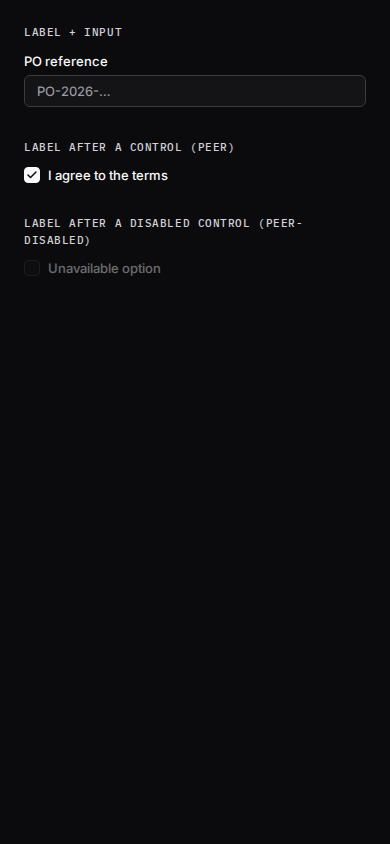 LABEL + INPUT
PO reference
PO-2026-...
LABEL AFTER A CONTROL (PEER)
I agree to the terms
LABEL AFTER A DISABLED CONTROL (PEER-
DISABLED)
Unavailable option